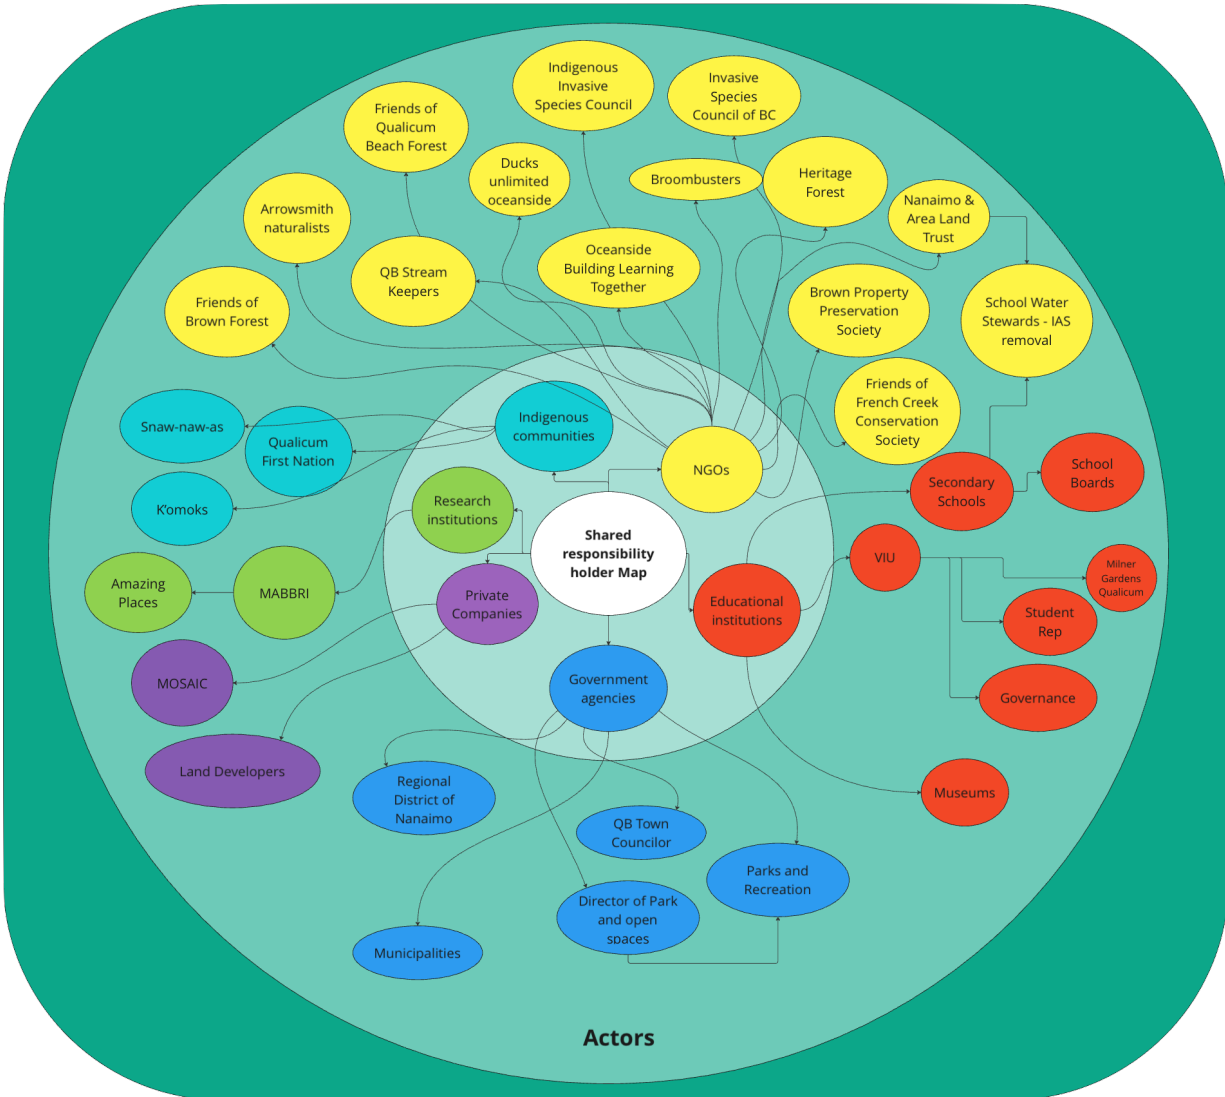 Indigenous
Invasive
Species Council
Invasive
Species
Council of BC
Friends of
Qualicum
Beach Forest
Ducks
unlimited
oceanside
Broombusters
Heritage
Forest
Arrowsmith
naturalists
Nanaimo &
Area Land
Trust
QB Stream
Keepers
Oceanside
Building Learning
Together
Friends of
Brown Forest
Brown Property
Preservation
Society
School Water
Stewards - IAS
removal
Friends of
French Creek
Conservation
Society
Snaw-naw-as
Qualicum
First Nation
K'omoks
Indigenous
communities
NGOs
Research
institutions
Secondary
Schools
School
Boards
Shared
responsibility
holder Map
VIU
Milner
Gardens
Qualicum
Amazing
Places
MABBRI
Private
Companies
Educational
institutions
Student
Rep
MOSAIC
Government
agencies
Governance
Land Developers
Regional
District of
Nanaimo
QB Town
Councilor
Museums
Parks and
Recreation
Director of Park
and open
spaces
Municipalities
Actors